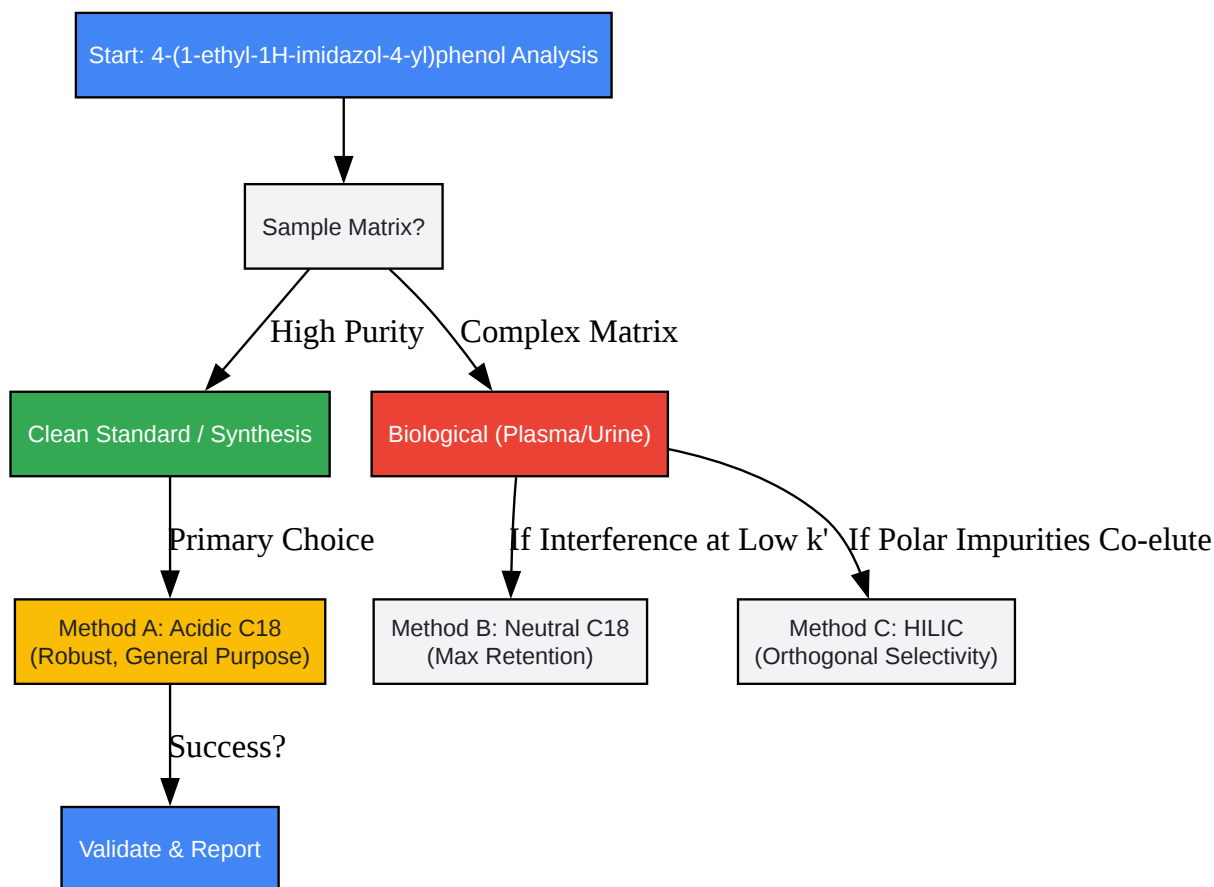 Start: 4-(1-ethyl-1H-imidazol-4-yl)phenol Analysis
Sample Matrix?
High Purity
Complex Matrix
Clean Standard / Synthesis
Biological (Plasma/Urine)
Primary Choice
If Interference at Low k'
If Polar Impurities Co-elute
Method A: Acidic C18
(Robust, General Purpose)
Method B: Neutral C18
(Max Retention)
Method C: HILIC
(Orthogonal Selectivity)
Success?
Validate & Report